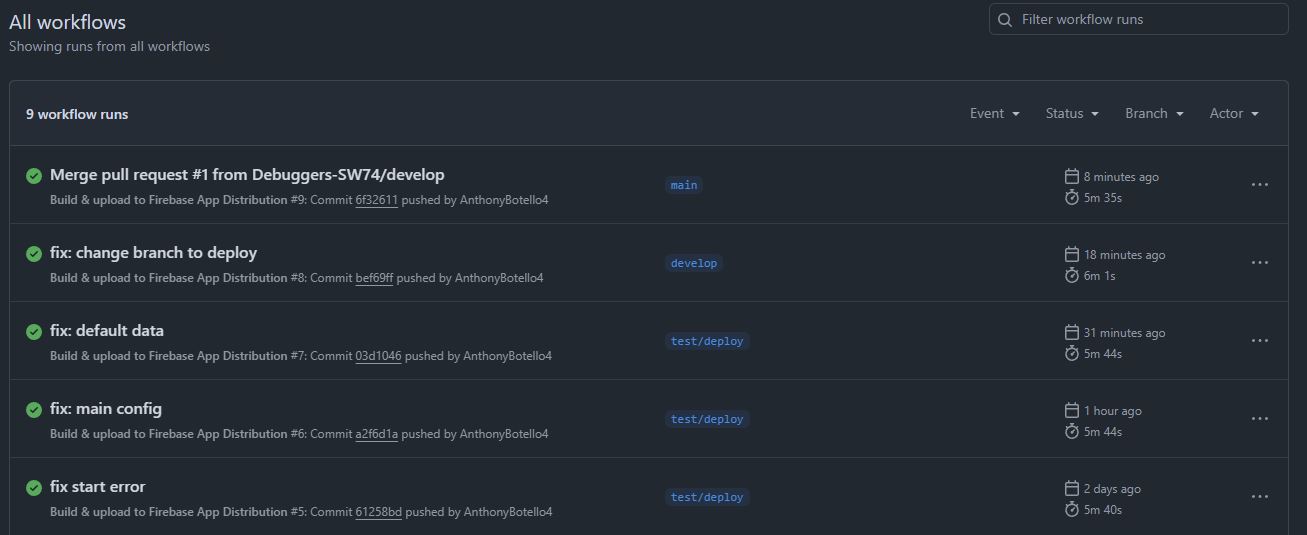 All workflows
Filter workflow runs
Showing runs from all workflows
9 workflow runs
Event
Status
Branch
Actor
Merge pull request #1 from Debuggers-SW74/develop
Build & upload to Firebase App Distribution #9: Commit 6f32611 pushed by AnthonyBotello4
main
8 minutes ago
5m 35s
fix: change branch to deploy
Build & upload to Firebase App Distribution #8: Commit bef69ff pushed by AnthonyBotello4
develop
18 minutes ago
6m 1s
fix: default data
Build & upload to Firebase App Distribution #7: Commit 03d1046 pushed by AnthonyBotello4
test/deploy
31 minutes ago
5m 44s
fix: main config
Build & upload to Firebase App Distribution #6: Commit a2f6d1a pushed by AnthonyBotello4
test/deploy
1 hour ago
5m 44s
fix start error
Build & upload to Firebase App Distribution #5: Commit 61258bd pushed by AnthonyBotello4
test/deploy
2 days ago
5m 40s